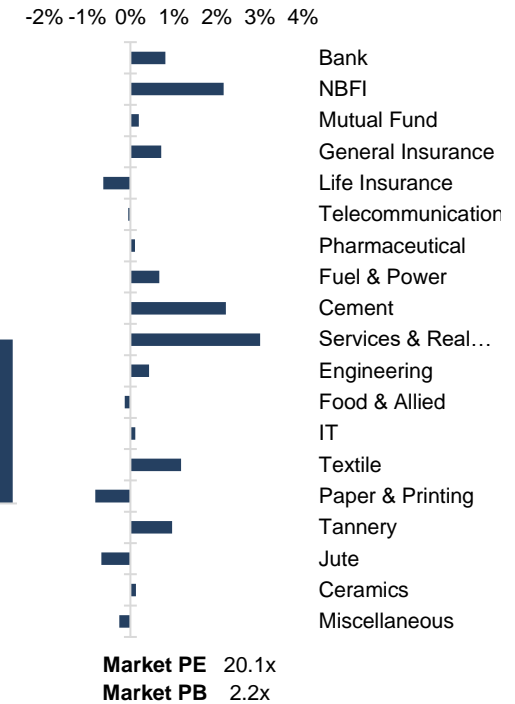 -2% -1% 0% 1% 2% 3% 4%
Bank
NBFI
Mutual Fund
General Insurance
Life Insurance
Telecommunication
Pharmaceutical
Fuel & Power
Cement
Services & Real…
Engineering
Food & Allied
IT
Textile
Paper & Printing
Tannery
Jute
Ceramics
Miscellaneous
Market PE 20.1x
Market PB 2.2x